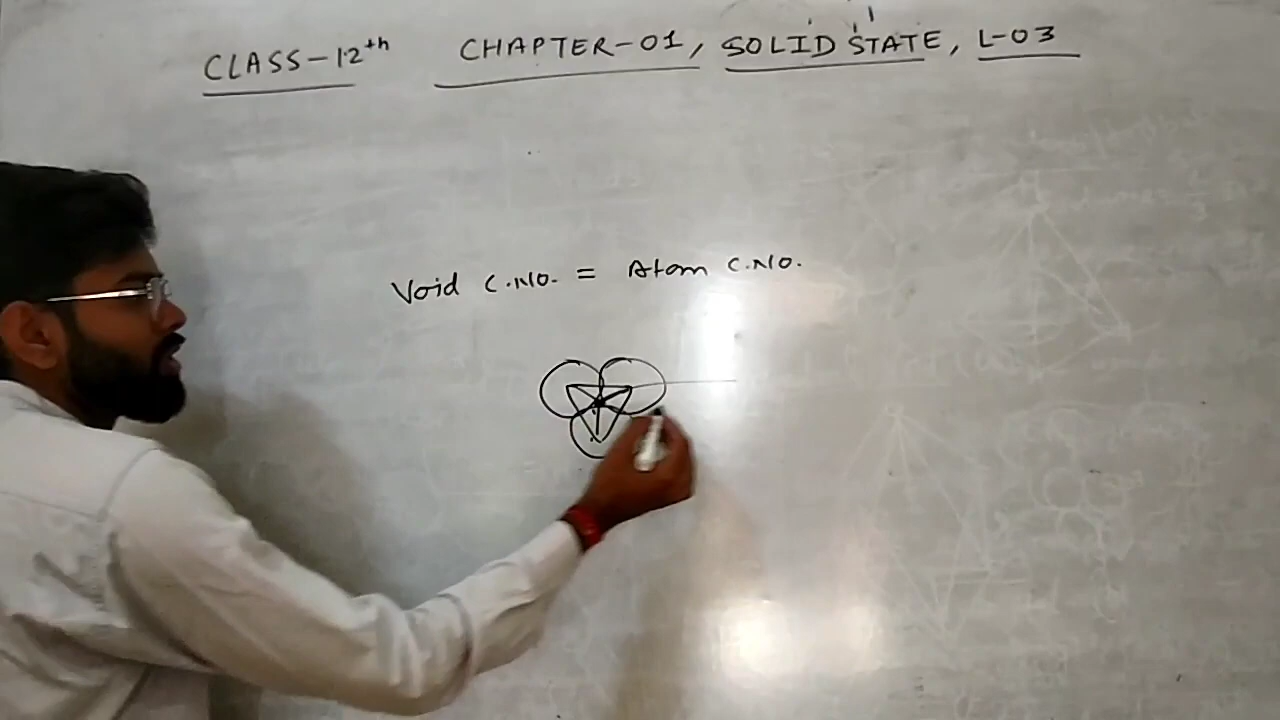 CLASS-12th CHAPTER-01, SOLID STATE, L-03
Void C.NO. = Atom C.NO.